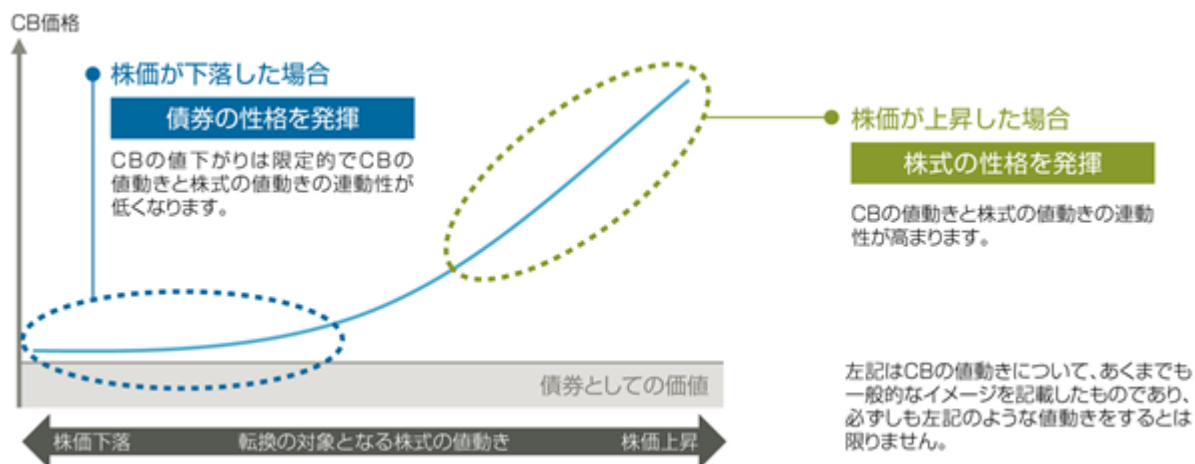 CB価格
株価が下落した場合
債券の性格を発揮
CBの値下がりは限定的でCBの
値動きと株式の値動きの連動性が
低くなります。
株価が上昇した場合
株式の性格を発揮
CBの値動きと株式の値動きの連動
性が高まります。
債券としての価値
株価下落
転換の対象となる株式の値動き
株価上昇
左記はCBの値動きについて、あくまでも
一般的なイメージを記載したものであり、
必ずしも左記のような値動きをするとは
限りません。